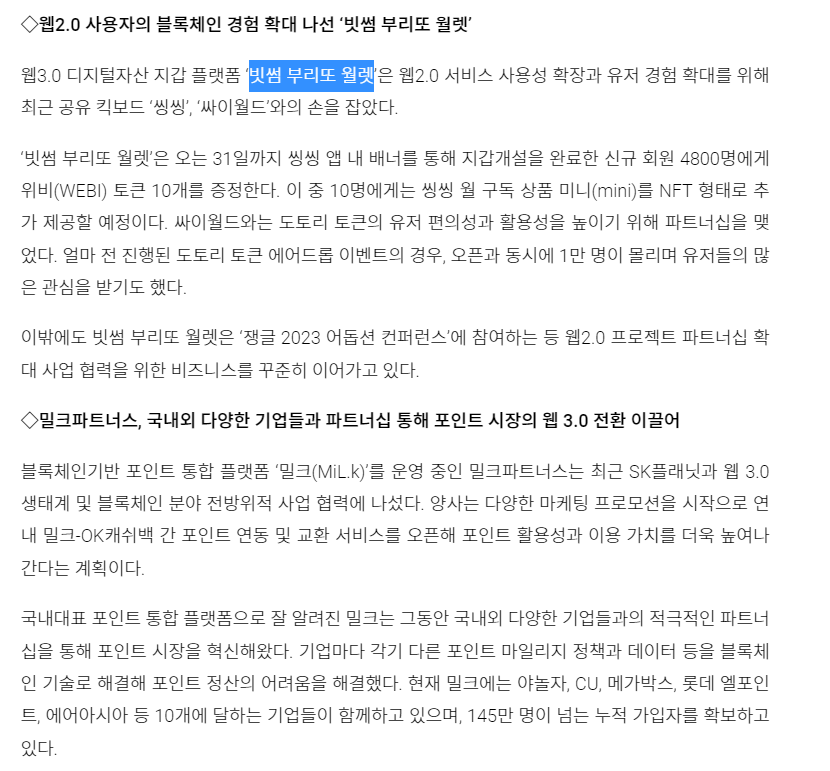 ◇웹2.0 사용자의 블록체인 경험 확대 나선 ‘빗썸 부리또 월렛’
웹3.0 디지털자산 지갑 플랫폼 ‘빗썸 부리또 월렛’은 웹2.0 서비스 사용성 확장과 유저 경험 확대를 위해
최근 공유 킥보드 ‘씽씽’, ‘싸이월드’와의 손을 잡았다.
‘빗썸 부리또 월렛’은 오는 31일까지 씽씽 앱 내 배너를 통해 지갑개설을 완료한 신규 회원 4800명에게
위비(WEBI) 토큰 10개를 증정한다. 이 중 10명에게는 씽씽 월 구독 상품 미니(mini)를 NFT 형태로 추
가 제공할 예정이다. 싸이월드와는 도토리 토큰의 유저 편의성과 활용성을 높이기 위해 파트너십을 맺
었다. 얼마 전 진행된 도토리 토큰 에어드롭 이벤트의 경우, 오픈과 동시에 1만 명이 몰리며 유저들의 많
은 관심을 받기도 했다.
이밖에도 빗썸 부리또 월렛은 ‘쟁글 2023 어돕션 컨퍼런스’에 참여하는 등 웹2.0 프로젝트 파트너십 확
대 사업 협력을 위한 비즈니스를 꾸준히 이어가고 있다.
◇밀크파트너스, 국내외 다양한 기업들과 파트너십 통해 포인트 시장의 웹 3.0 전환 이끌어
블록체인기반 포인트 통합 플랫폼 ‘밀크(MiL.k)’를 운영 중인 밀크파트너스는 최근 SK플래닛과 웹 3.0
생태계 및 블록체인 분야 전방위적 사업 협력에 나섰다. 양사는 다양한 마케팅 프로모션을 시작으로 연
내 밀크-OK캐쉬백 간 포인트 연동 및 교환 서비스를 오픈해 포인트 활용성과 이용 가치를 더욱 높여나
간다는 계획이다.
국내대표 포인트 통합 플랫폼으로 잘 알려진 밀크는 그동안 국내외 다양한 기업들과의 적극적인 파트너
십을 통해 포인트 시장을 혁신해왔다. 기업마다 각기 다른 포인트 마일리지 정책과 데이터 등을 블록체
인 기술로 해결해 포인트 정산의 어려움을 해결했다. 현재 밀크에는 야놀자, CU, 메가박스, 롯데 엘포인
트, 에어아시아 등 10개에 달하는 기업들이 함께하고 있으며, 145만 명이 넘는 누적 가입자를 확보하고
있다.